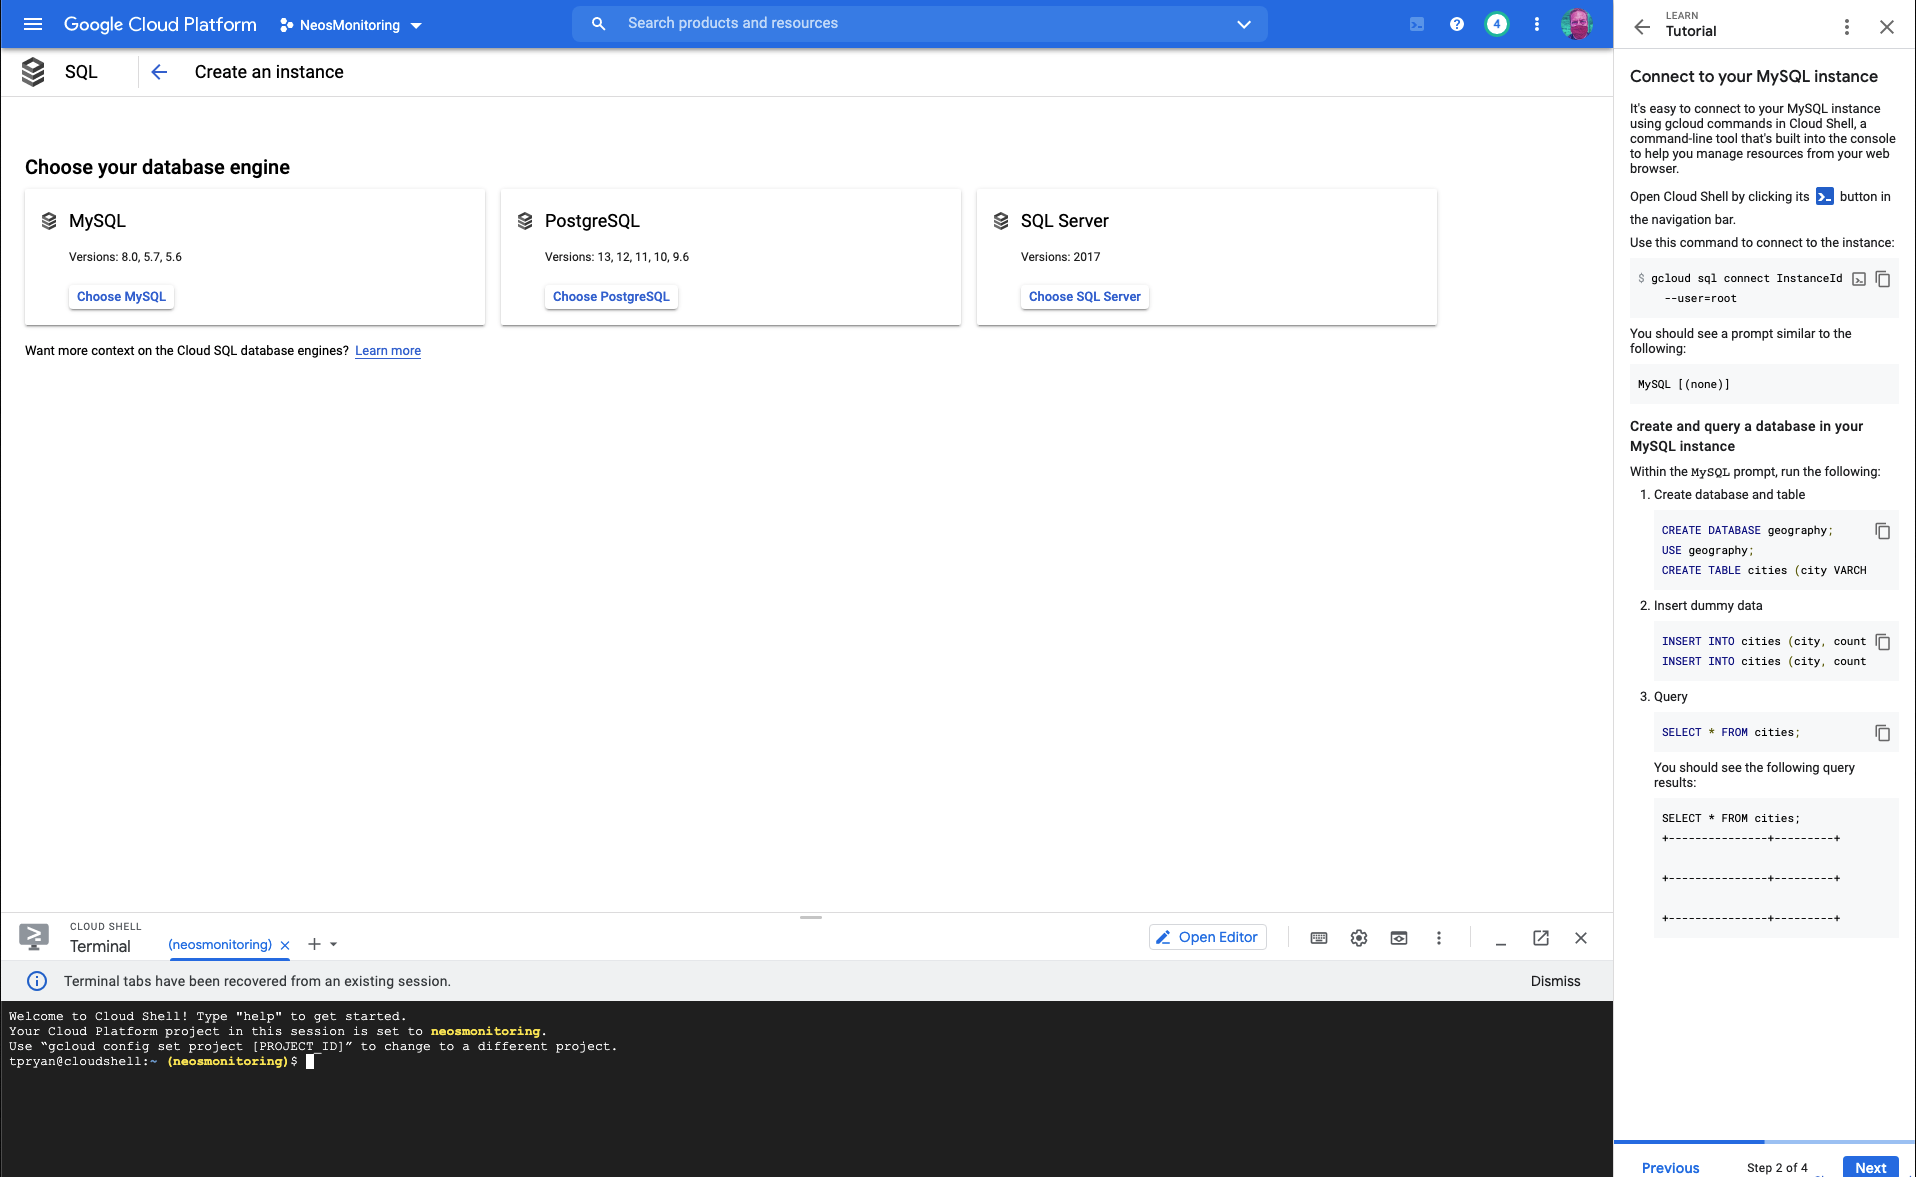 Google Cloud Platform
NeosMonitoring
Search products and resources
4
SQL
Create an instance
Choose your database engine
MySQL
Versions: 8.0, 5.7, 5.6
Choose MySQL
PostgreSQL
Versions: 13, 12, 11, 10, 9.6
Choose PostgreSQL
SQL Server
Versions: 2017
Choose SQL Server
Want more context on the Cloud SQL database engines? Learn more
CLOUD SHELL
Terminal
(neosmonitoring)
Open Editor
Terminal tabs have been recovered from an existing session.
Dismiss
Welcome to Cloud Shell! Type "help" to get started.
Your Cloud Platform project in this session is set to neosmonitoring.
Use “gcloud config set project [PROJECT_ID]” to change to a different project.
tpryan@cloudshell:~ (neosmonitoring)$
LEARN
Tutorial
Connect to your MySQL instance
It's easy to connect to your MySQL instance
using gcloud commands in Cloud Shell, a
command-line tool that's built into the console
to help you manage resources from your web
browser.
Open Cloud Shell by clicking its button in
the navigation bar.
Use this command to connect to the instance:
$ gcloud sql connect InstanceId
--user=root
You should see a prompt similar to the
following:
MySQL [(none)]
Create and query a database in your
MySQL instance
Within the MySQL prompt, run the following:
1. Create database and table
CREATE DATABASE geography;
USE geography;
CREATE TABLE cities (city VARCH
2. Insert dummy data
INSERT INTO cities (city, count
INSERT INTO cities (city, count
3. Query
SELECT * FROM cities;
You should see the following query
results:
SELECT * FROM cities;
+---------------+---------+
+---------------+---------+
+---------------+---------+
Previous
Step 2 of 4
Next